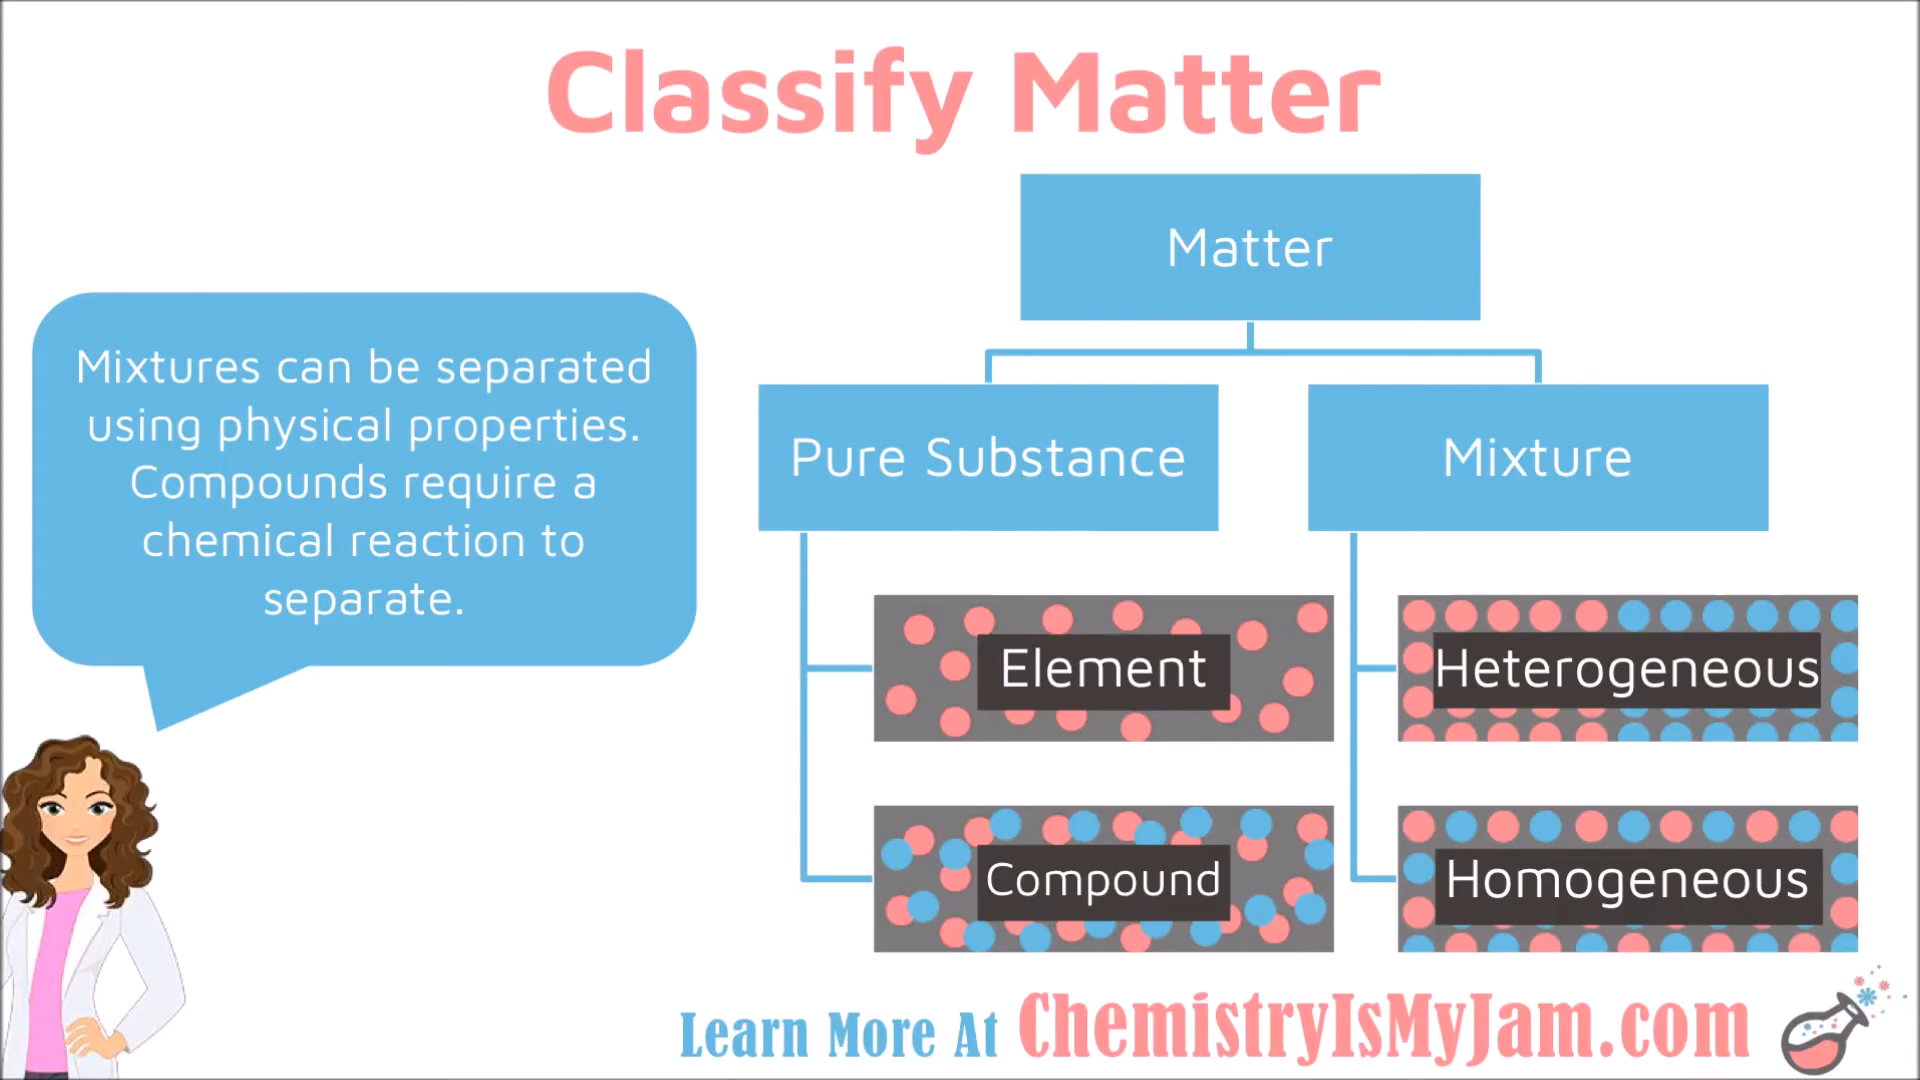 Classify Matter
Matter
Mixtures can be separated
using physical properties.
Compounds require a
chemical reaction to
separate.
Pure Substance
Mixture
Element
Heterogeneous
Compound
Homogeneous
Learn More At ChemistryIsMyJam.com